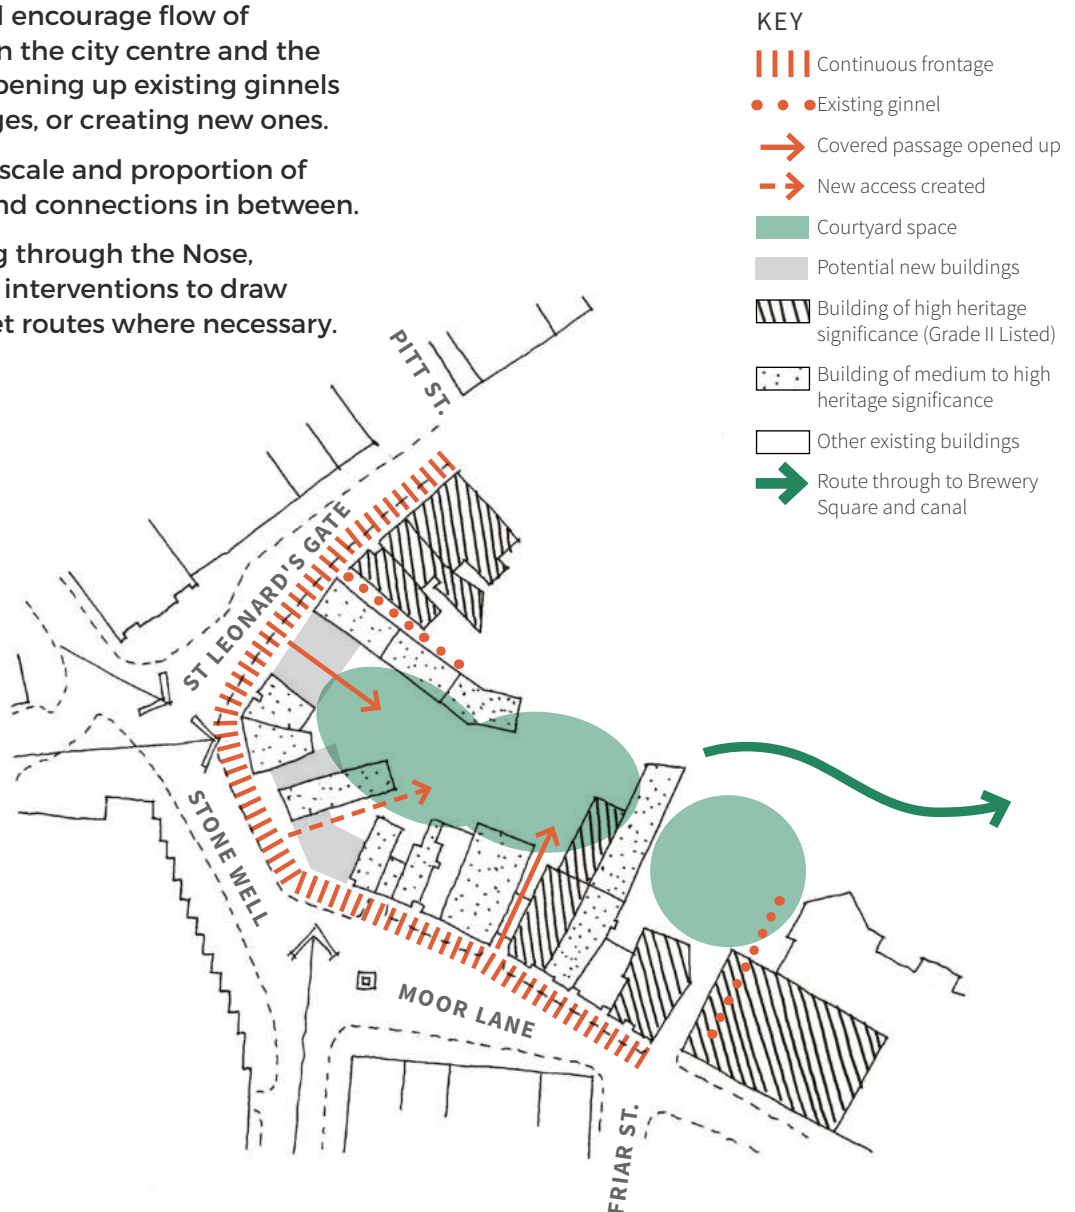 encourage flow of
the city centre and the
opening up existing ginnels
or creating new ones.
scale and proportion of
and connections in between.
through the Nose,
interventions to draw
routes where necessary.
KEY
Continuous frontage
Existing ginnel
Covered passage opened up
New access created
Courtyard space
Potential new buildings
Building of high heritage
significance (Grade II Listed)
Building of medium to high
heritage significance
Other existing buildings
Route through to Brewery
Square and canal
PITT ST.
ST LEONARD'S GATE
STONE WELL
MOOR LANE
FRIAR ST.